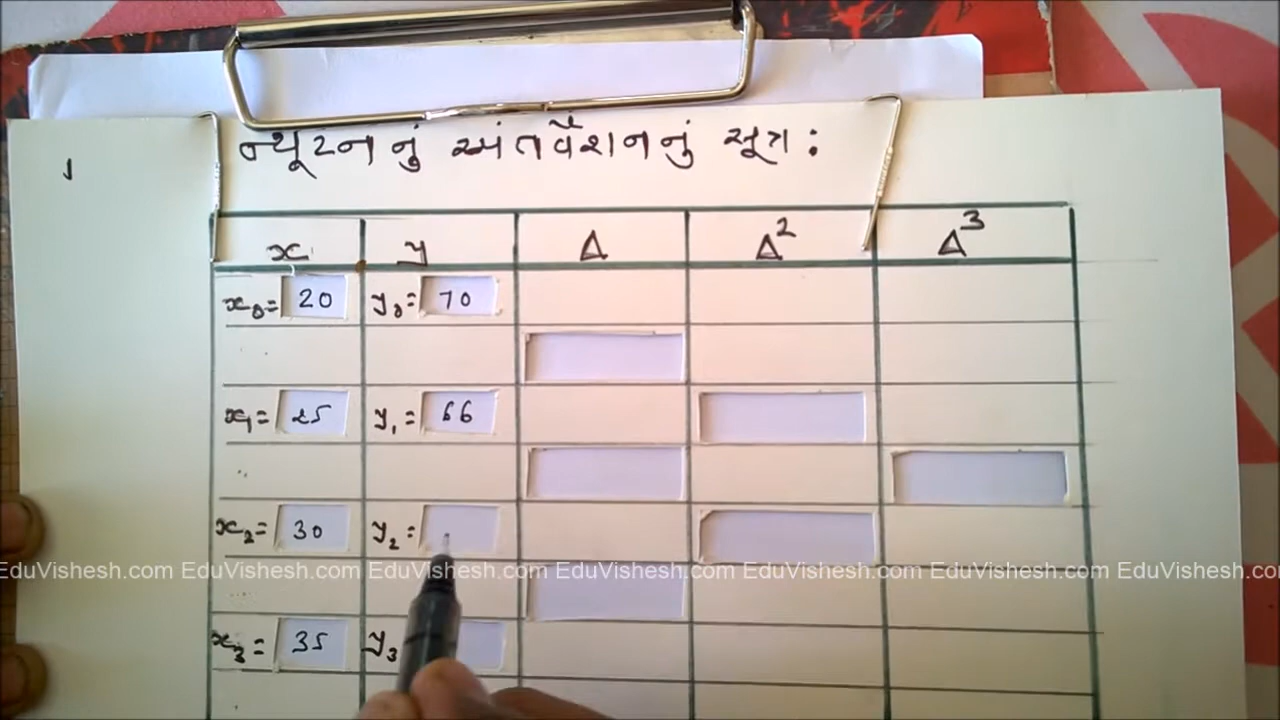 ન્યૂટનનું અંતર્વેશનનું સૂત્ર :
x y Δ Δ² Δ³
x₀ = 20 y₀ = 70
x₁ = 25 y₁ = 66
x₂ = 30 y₂ =
EduVishesh.com EduVishesh.com EduVishesh.com EduVishesh.com EduVishesh.com EduVishesh.com EduVishesh.com
x₃ = 35 y₃